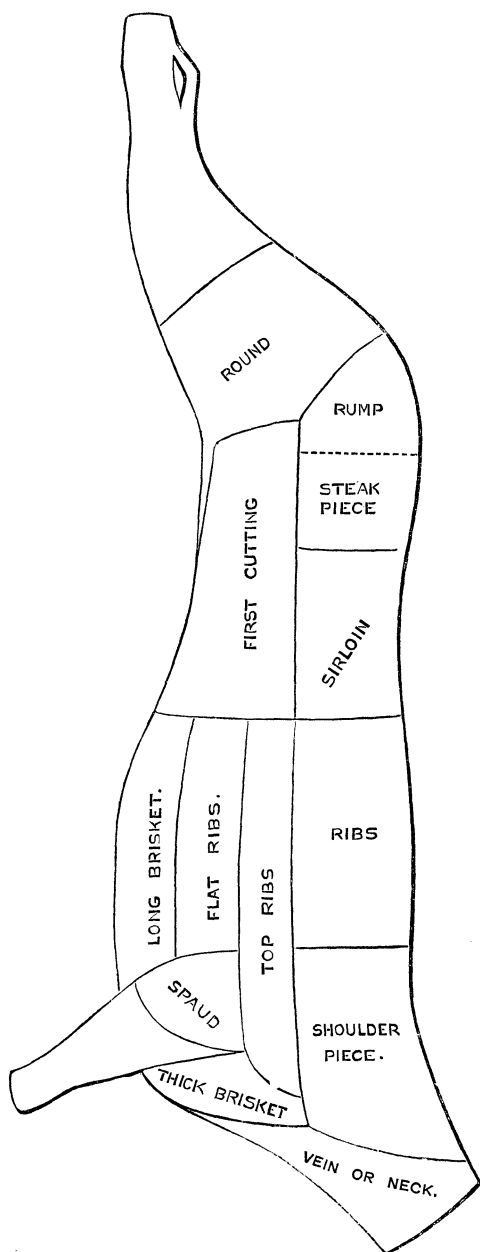 ROUND
RUMP
STEAK
PIECE
FIRST CUTTING
SIRLOIN
LONG BRISKET.
FLAT RIBS.
TOP RIBS
RIBS
SPAUD
SHOULDER
PIECE.
THICK BRISKET
VEIN OR NECK.